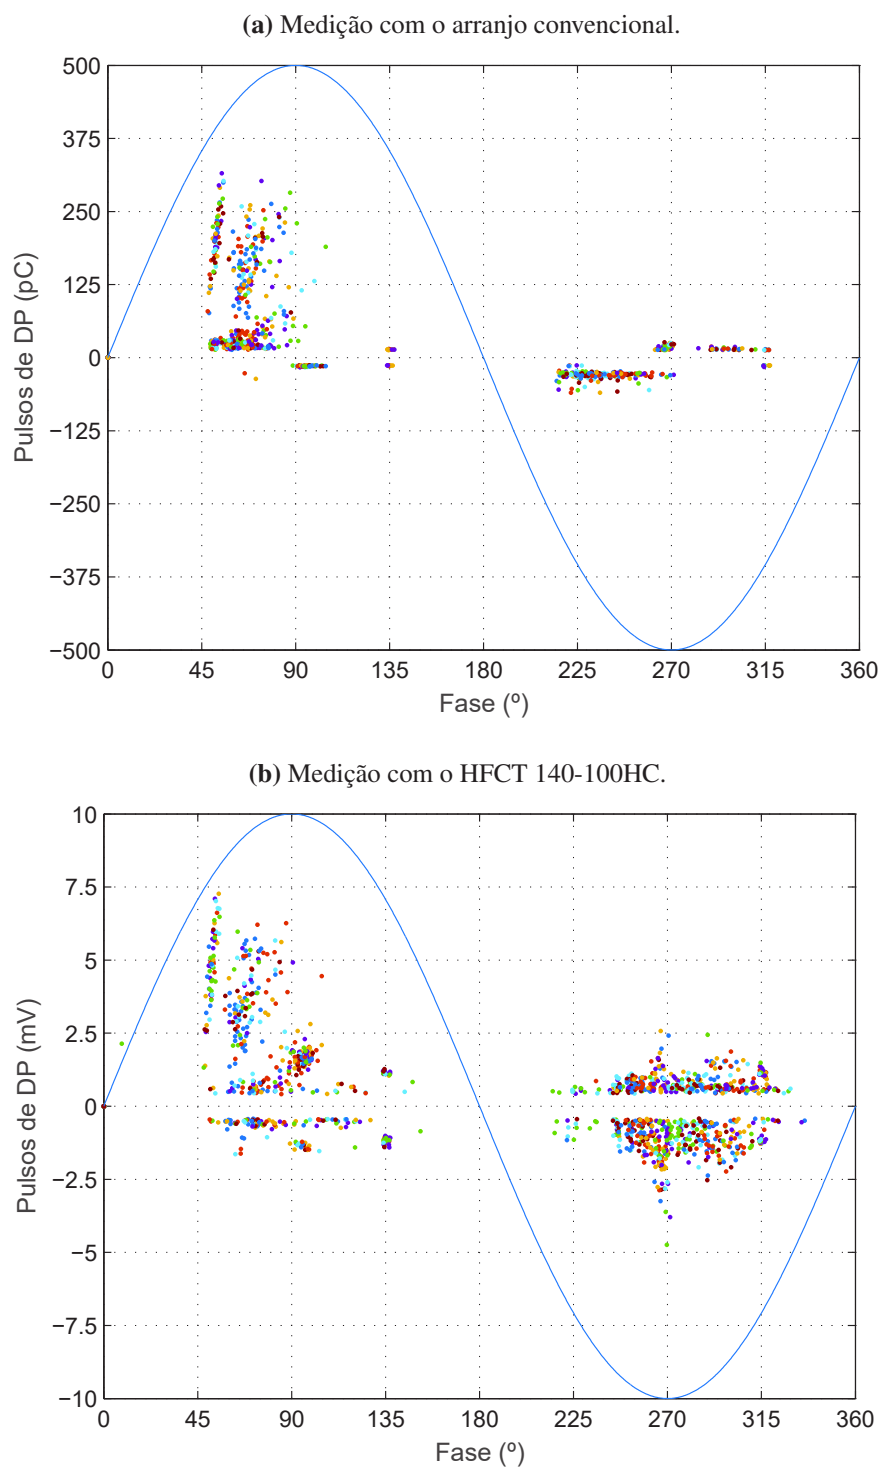 (a) Medição com o arranjo convencional.
500
375
250
125
0
−125
−250
−375
−500
Pulsos de DP (pC)
0 45 90 135 180 225 270 315 360
Fase (º)
(b) Medição com o HFCT 140-100HC.
10
7.5
5
2.5
0
−2.5
−5
−7.5
−10
Pulsos de DP (mV)
0 45 90 135 180 225 270 315 360
Fase (º)